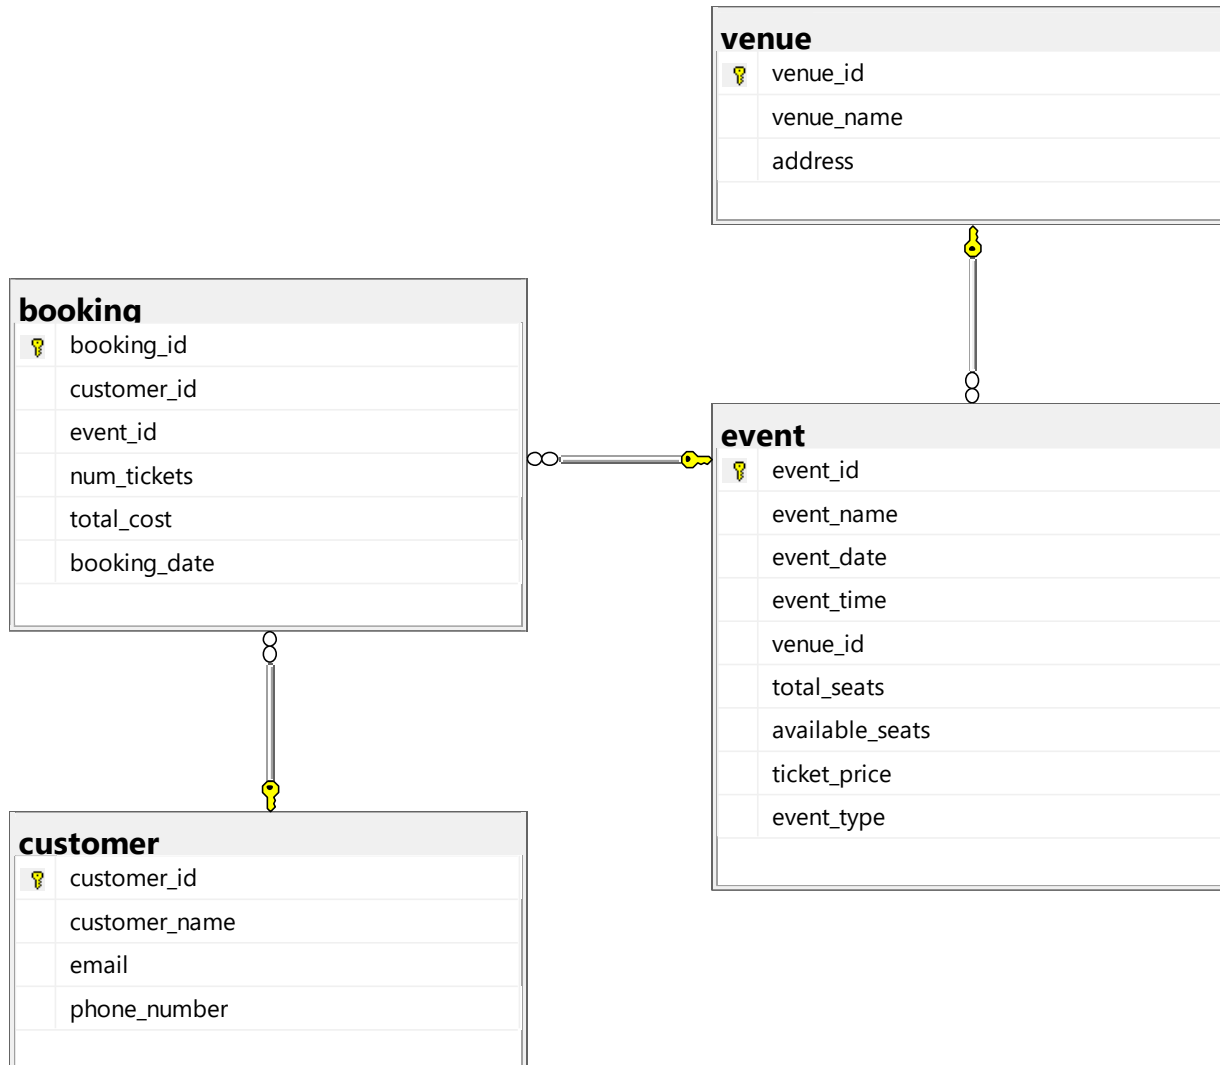 venue
venue_id
venue_name
address
booking
booking_id
customer_id
event_id
num_tickets
total_cost
booking_date
event
event_id
event_name
event_date
event_time
venue_id
total_seats
available_seats
ticket_price
event_type
customer
customer_id
customer_name
email
phone_number